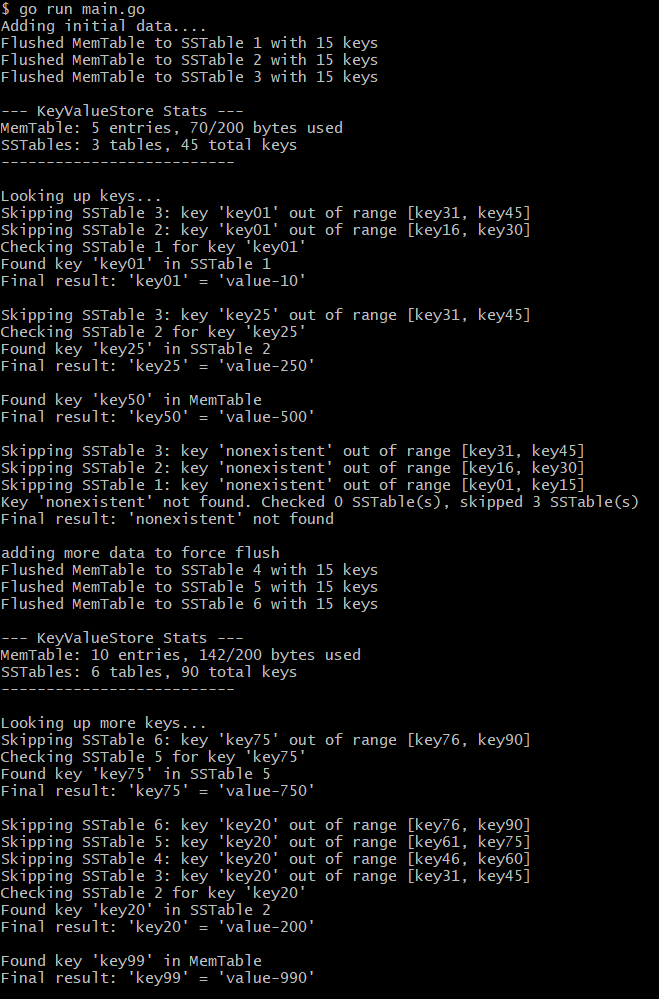 $ go run main.go
Adding initial data....
Flushed MemTable to SSTable 1 with 15 keys
Flushed MemTable to SSTable 2 with 15 keys
Flushed MemTable to SSTable 3 with 15 keys

--- KeyValueStore Stats ---
MemTable: 5 entries, 70/200 bytes used
SSTables: 3 tables, 45 total keys
--------------------------

Looking up keys...
Skipping SSTable 3: key 'key01' out of range [key31, key45]
Skipping SSTable 2: key 'key01' out of range [key16, key30]
Checking SSTable 1 for key 'key01'
Found key 'key01' in SSTable 1
Final result: 'key01' = 'value-10'

Skipping SSTable 3: key 'key25' out of range [key31, key45]
Checking SSTable 2 for key 'key25'
Found key 'key25' in SSTable 2
Final result: 'key25' = 'value-250'

Found key 'key50' in MemTable
Final result: 'key50' = 'value-500'

Skipping SSTable 3: key 'nonexistent' out of range [key31, key45]
Skipping SSTable 2: key 'nonexistent' out of range [key16, key30]
Skipping SSTable 1: key 'nonexistent' out of range [key01, key15]
Key 'nonexistent' not found. Checked 0 SSTable(s), skipped 3 SSTable(s)
Final result: 'nonexistent' not found

adding more data to force flush
Flushed MemTable to SSTable 4 with 15 keys
Flushed MemTable to SSTable 5 with 15 keys
Flushed MemTable to SSTable 6 with 15 keys

--- KeyValueStore Stats ---
MemTable: 10 entries, 142/200 bytes used
SSTables: 6 tables, 90 total keys
--------------------------

Looking up more keys...
Skipping SSTable 6: key 'key75' out of range [key76, key90]
Checking SSTable 5 for key 'key75'
Found key 'key75' in SSTable 5
Final result: 'key75' = 'value-750'

Skipping SSTable 6: key 'key20' out of range [key76, key90]
Skipping SSTable 5: key 'key20' out of range [key61, key75]
Skipping SSTable 4: key 'key20' out of range [key46, key60]
Skipping SSTable 3: key 'key20' out of range [key31, key45]
Checking SSTable 2 for key 'key20'
Found key 'key20' in SSTable 2
Final result: 'key20' = 'value-200'

Found key 'key99' in MemTable
Final result: 'key99' = 'value-990'